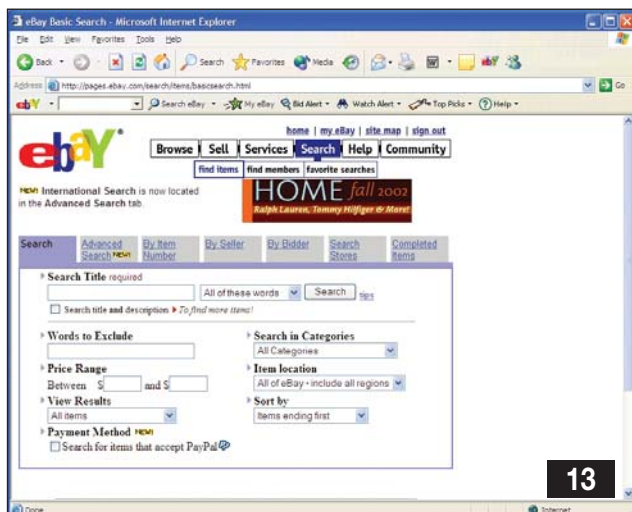 eBay Basic Search - Microsoft Internet Explorer
File Edit View Favorites Tools Help
Back Search Favorites Media
Address http://pages.ebay.com/search/items/basicsearch.html Go
ebY Search eBay My eBay Bid Alert Watch Alert Top Picks Help
home | my eBay | site map | sign out
ebaY
Browse Sell Services Search Help Community
find items find members favorite searches
NEW! International Search is now located
in the Advanced Search tab.
HOME fall 2002
Ralph Lauren, Tommy Hilfiger & More!
Search Advanced Search NEW! By Item Number By Seller By Bidder Search Stores Completed Items
Search Title required
All of these words Search tips
Search title and description To find more items!
Words to Exclude Search in Categories
All Categories
Price Range Item location
Between $ and $ All of eBay - include all regions
View Results Sort by
All items Items ending first
Payment Method NEW!
Search for items that accept PayPal
13
Done Internet